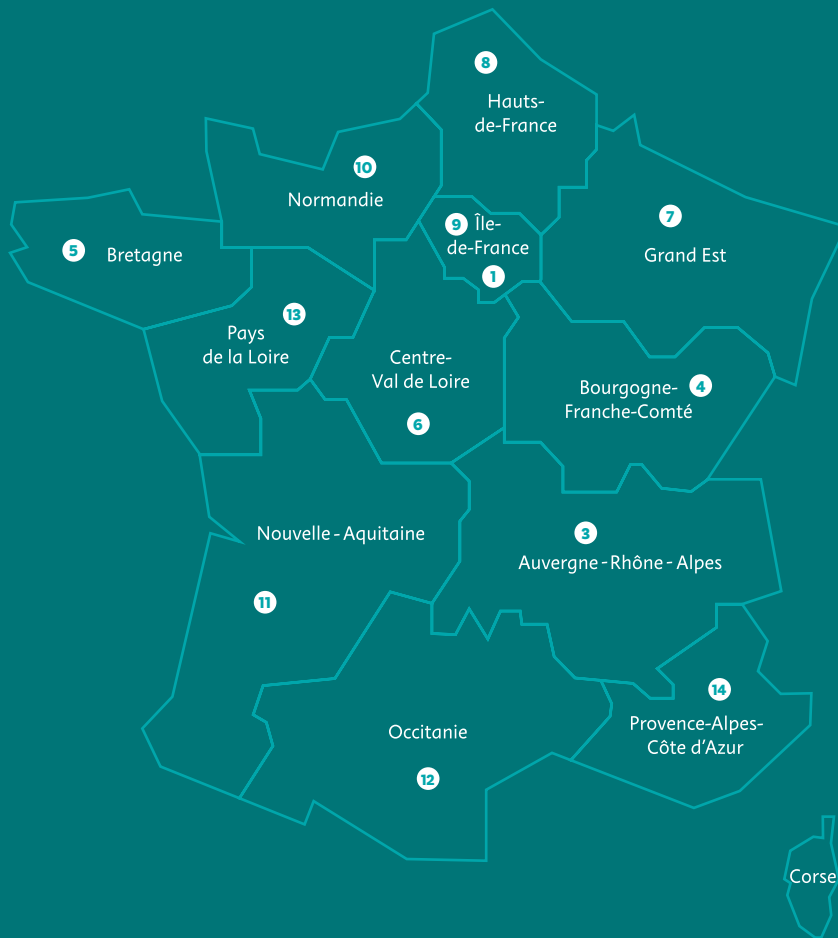 8
Hauts-
de-France
10
Normandie
9 Île-
de-France
1
7
Grand Est
5 Bretagne
13
Pays
de la Loire
Centre-
Val de Loire
6
Bourgogne- 4
Franche-Comté
Nouvelle-Aquitaine
11
3
Auvergne-Rhône-Alpes
14
Provence-Alpes-
Côte d'Azur
Occitanie
12
Corse